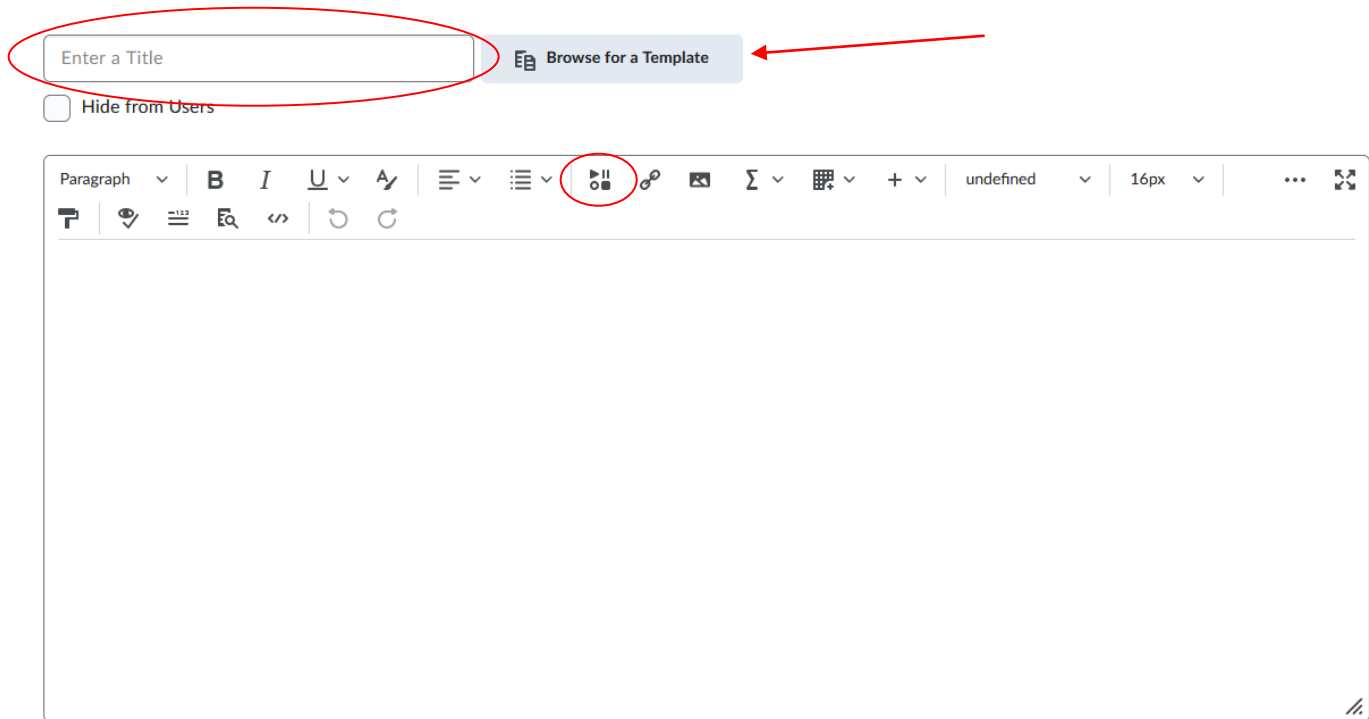 Enter a Title
Browse for a Template
Hide from Users
Paragraph B I U A undefined 16px